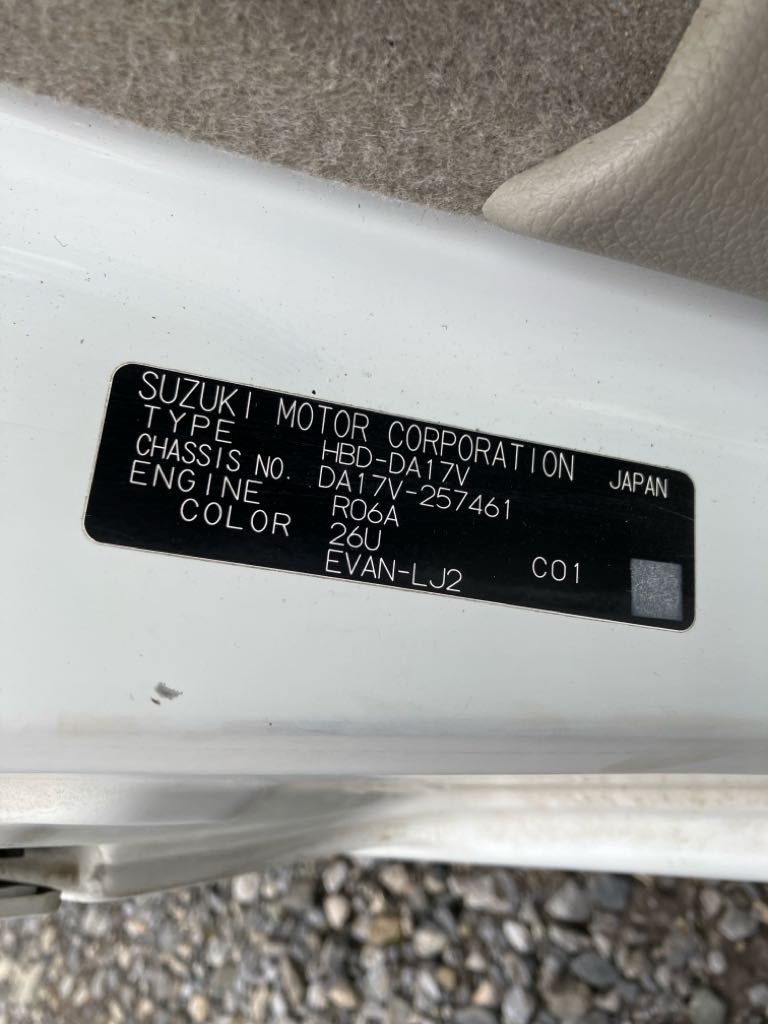 SUZUKI MOTOR CORPORATION JAPAN
TYPE HBD-DA17V
CHASSIS NO. DA17V-257461
ENGINE R06A
COLOR 26U
EVAN-LJ2 C01